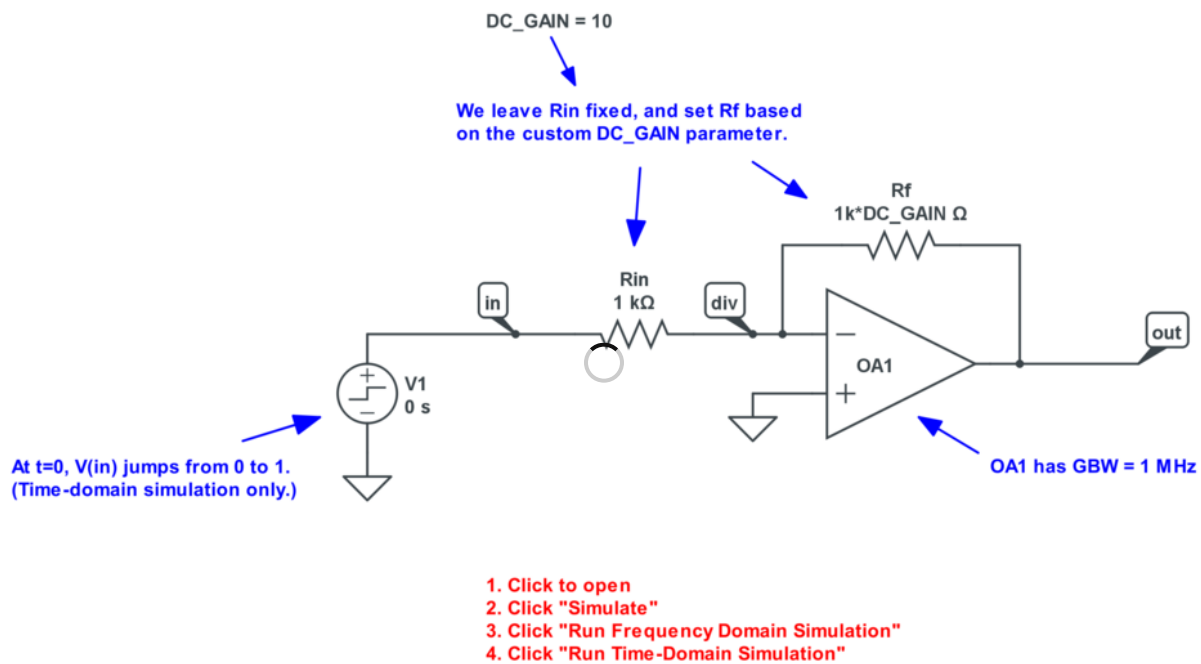 DC_GAIN = 10
We leave Rin fixed, and set Rf based
on the custom DC_GAIN parameter.
Rf
1k*DC_GAIN Ω
Rin
1 kΩ
in
div
out
OA1
V1
0 s
At t=0, V(in) jumps from 0 to 1.
(Time-domain simulation only.)
OA1 has GBW = 1 MHz
1. Click to open
2. Click "Simulate"
3. Click "Run Frequency Domain Simulation"
4. Click "Run Time-Domain Simulation"